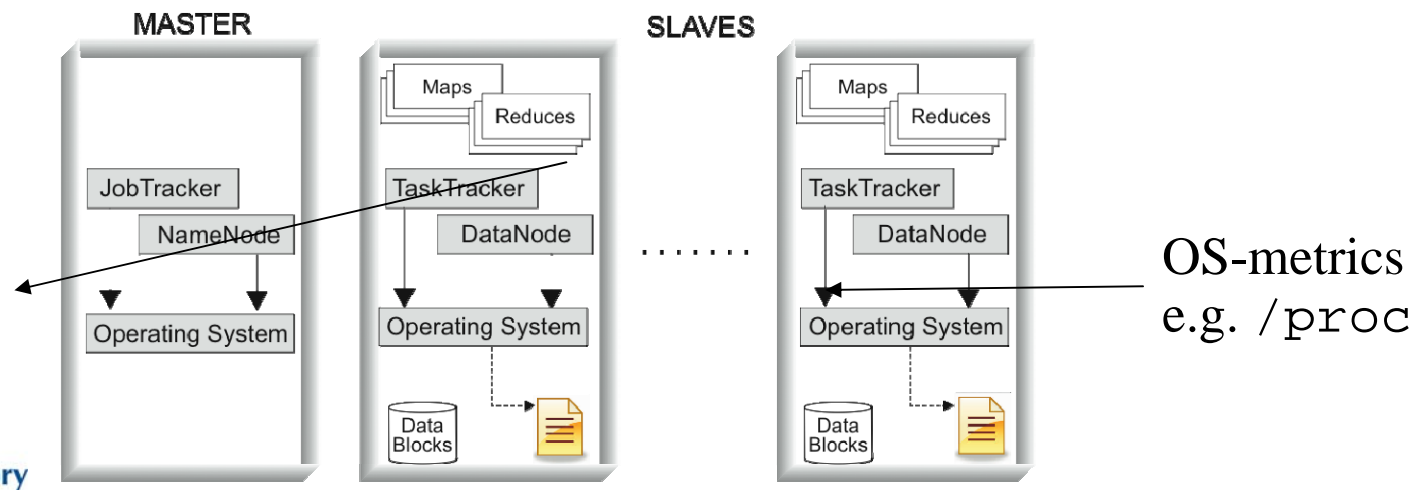 MASTER
SLAVES
JobTracker
NameNode
Operating System
Maps
Reduces
TaskTracker
DataNode
Operating System
Data
Blocks
.......
Maps
Reduces
TaskTracker
DataNode
Operating System
Data
Blocks
OS-metrics
e.g. /proc
ry